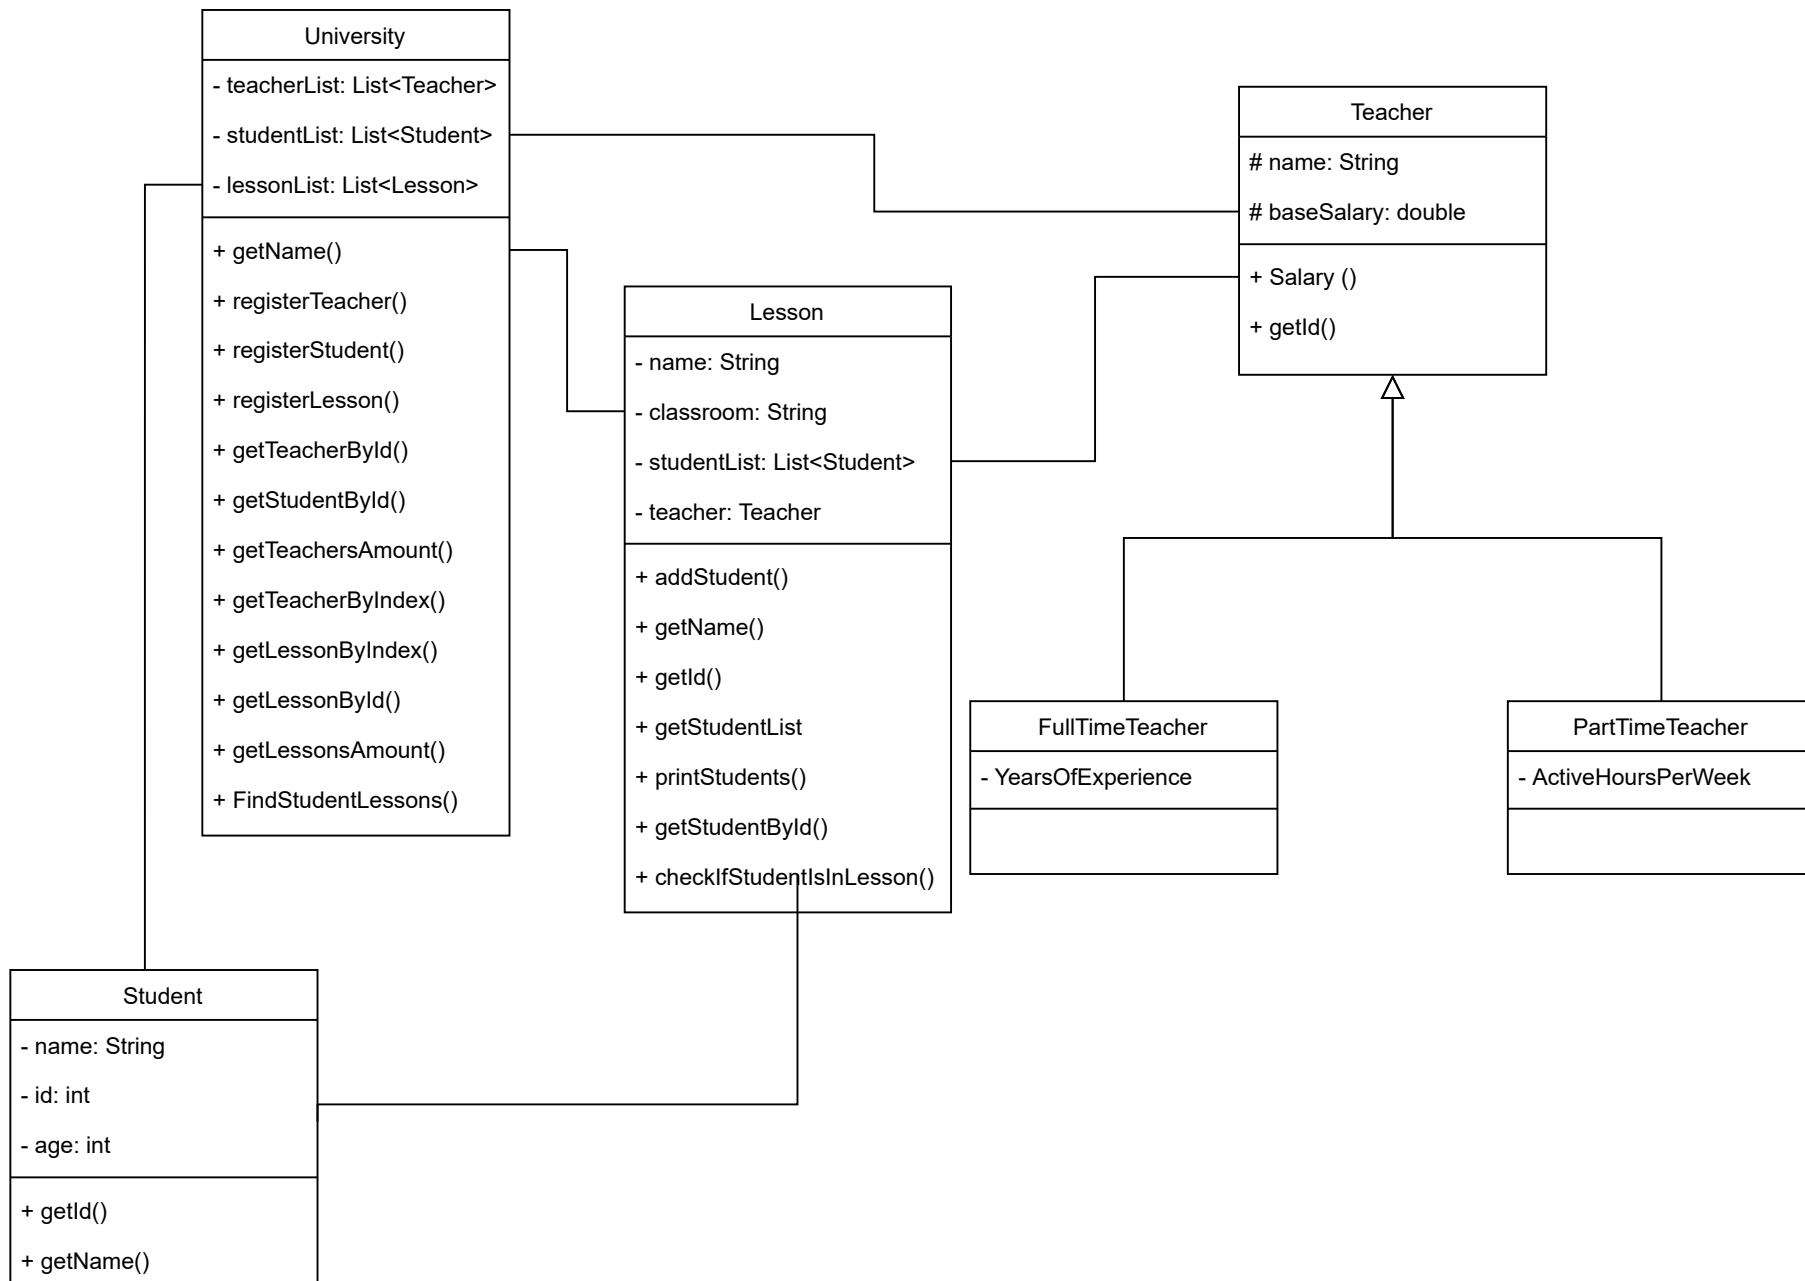 University
- teacherList: List<Teacher>
- studentList: List<Student>
- lessonList: List<Lesson>
+ getName()
+ registerTeacher()
+ registerStudent()
+ registerLesson()
+ getTeacherById()
+ getStudentById()
+ getTeachersAmount()
+ getTeacherByIndex()
+ getLessonByIndex()
+ getLessonById()
+ getLessonsAmount()
+ FindStudentLessons()
Teacher
# name: String
# baseSalary: double
+ Salary ()
+ getId()
Lesson
- name: String
- classroom: String
- studentList: List<Student>
- teacher: Teacher
+ addStudent()
+ getName()
+ getId()
+ getStudentList
+ printStudents()
+ getStudentById()
+ checkIfStudentIsInLesson()
FullTimeTeacher
- YearsOfExperience
PartTimeTeacher
- ActiveHoursPerWeek
Student
- name: String
- id: int
- age: int
+ getId()
+ getName()